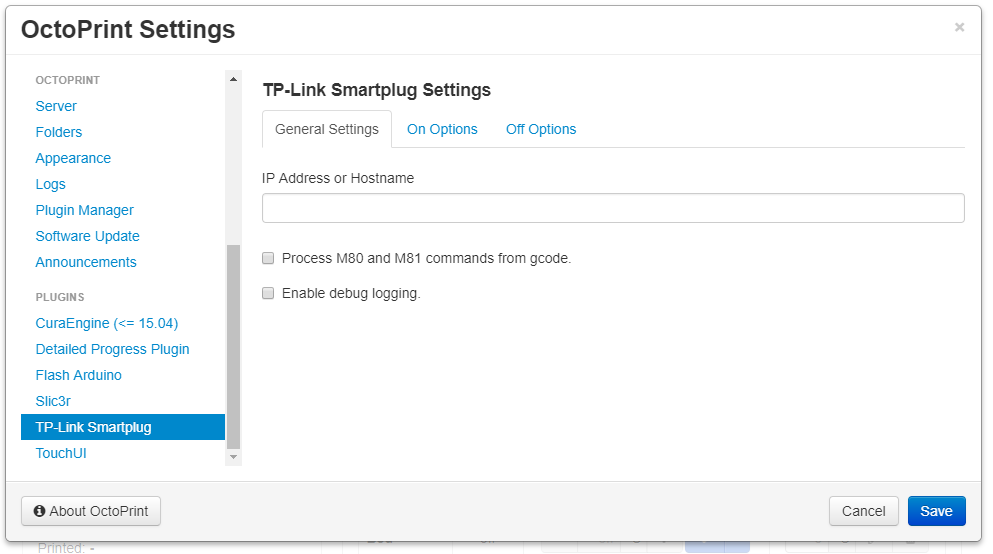 OctoPrint Settings
×
OCTOPRINT
Server
Folders
Appearance
Logs
Plugin Manager
Software Update
Announcements
PLUGINS
CuraEngine (<= 15.04)
Detailed Progress Plugin
Flash Arduino
Slic3r
TP-Link Smartplug
TouchUI
TP-Link Smartplug Settings
General Settings On Options Off Options
IP Address or Hostname
Process M80 and M81 commands from gcode.
Enable debug logging.
About OctoPrint Cancel Save
Printed: -